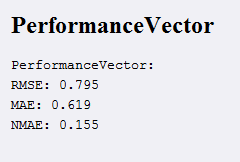 PerformanceVector
PerformanceVector:
RMSE: 0.795
MAE: 0.619
NMAE: 0.155